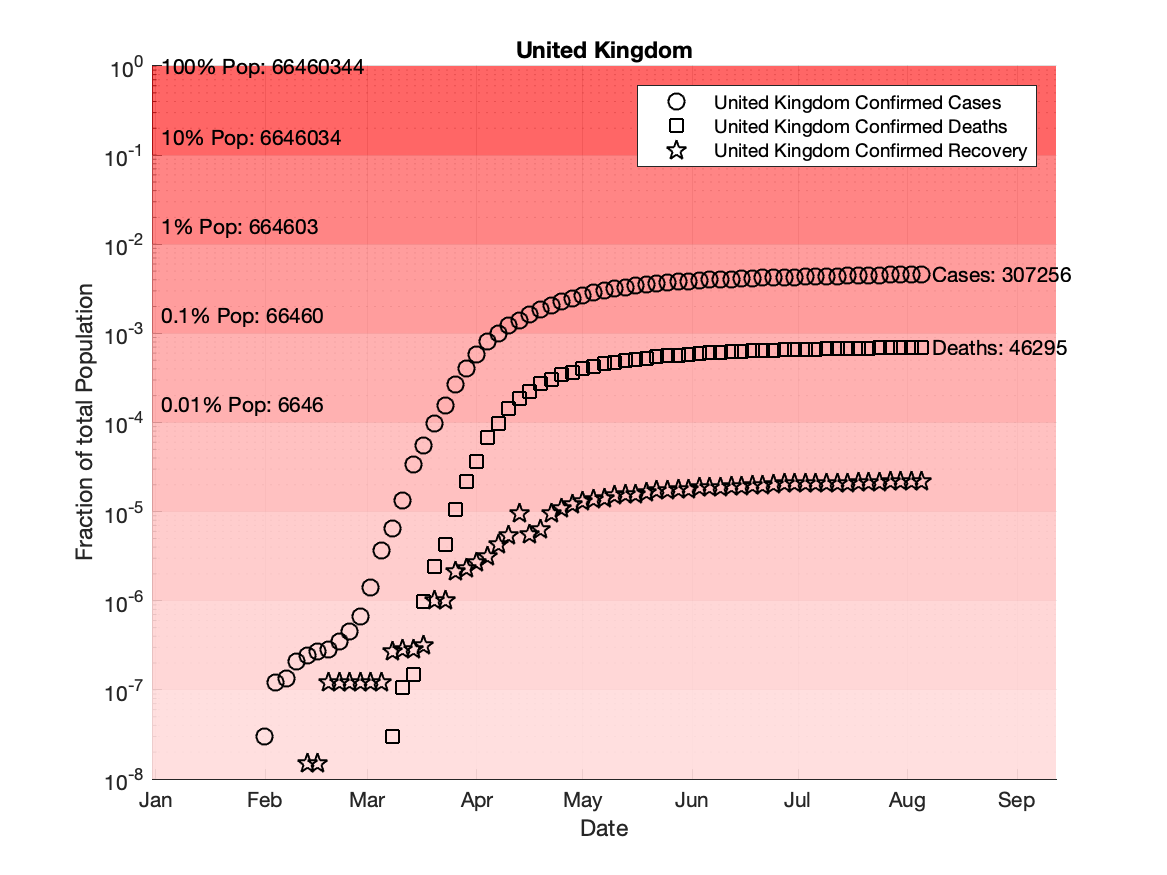 United Kingdom
10^0
100% Pop: 66460344
United Kingdom Confirmed Cases
United Kingdom Confirmed Deaths
United Kingdom Confirmed Recovery
10% Pop: 6646034
10^-1
1% Pop: 664603
10^-2
Cases: 307256
0.1% Pop: 66460
10^-3
Deaths: 46295
0.01% Pop: 6646
10^-4
10^-5
10^-6
10^-7
10^-8
Fraction of total Population
Jan Feb Mar Apr May Jun Jul Aug Sep
Date